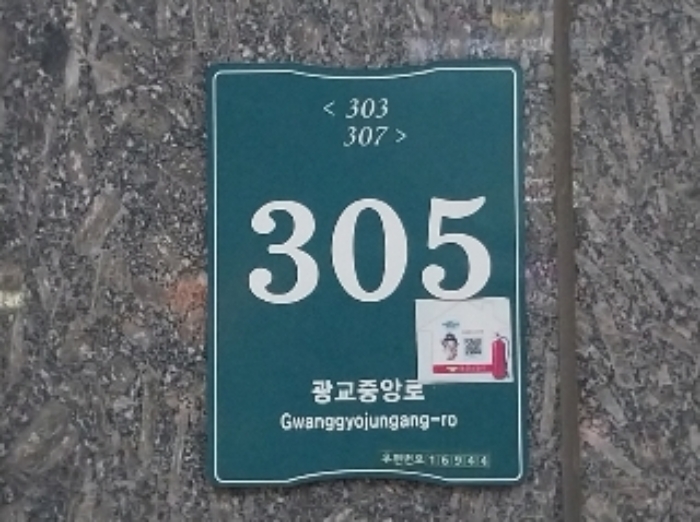 < 303
307 >
305
광교중앙로
Gwanggyojungang-ro
우편번호 16944